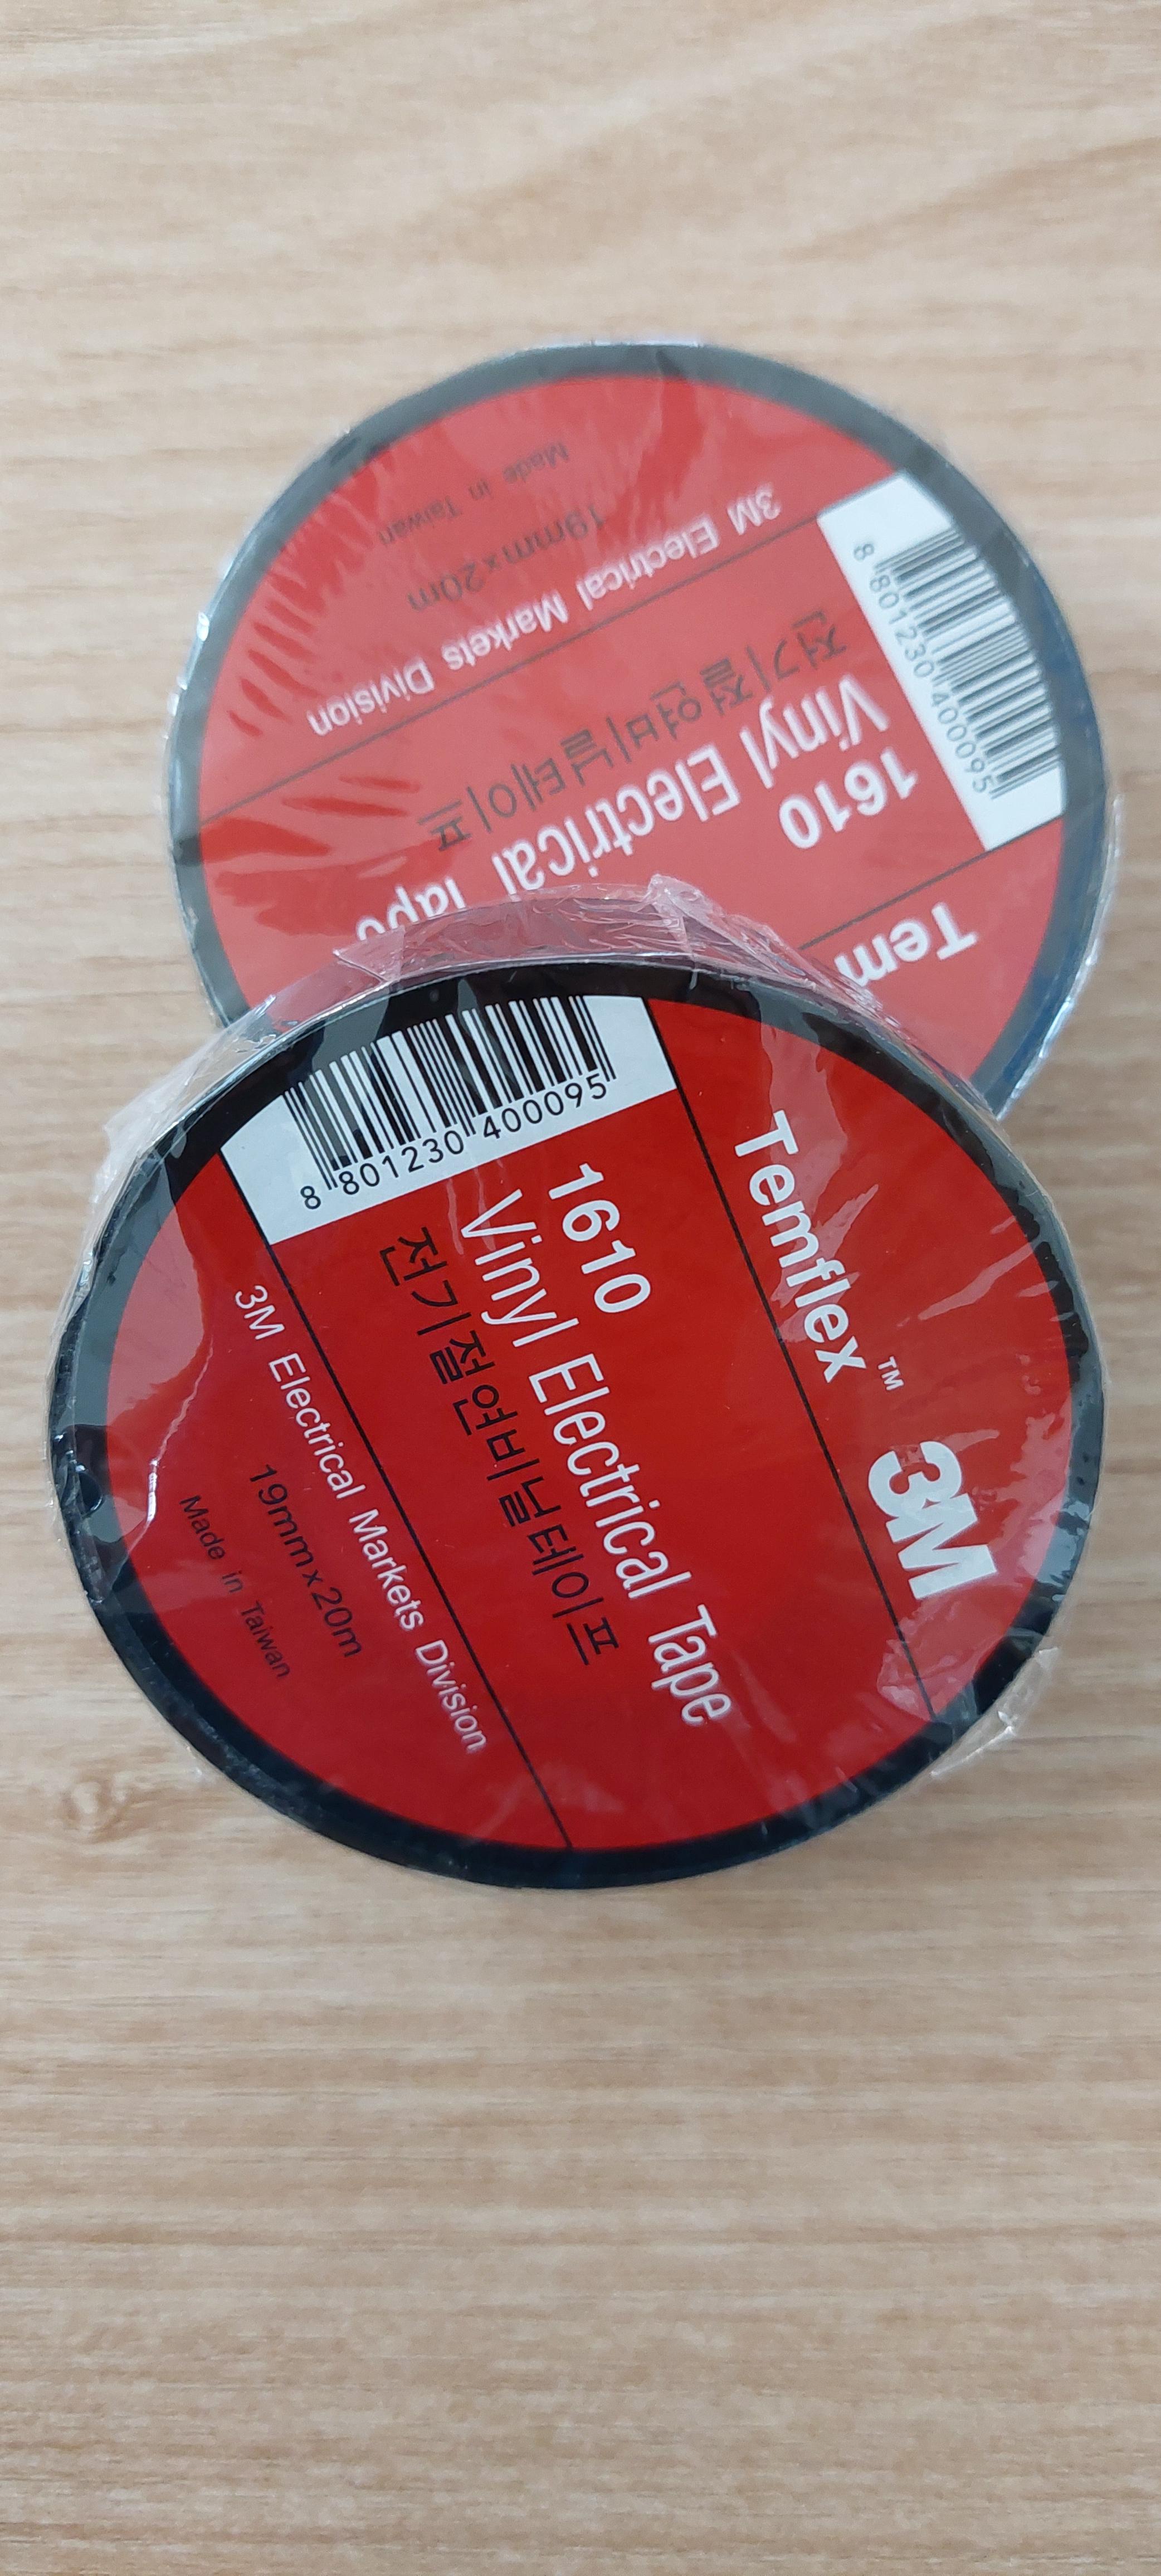 3M Electrical Markets Division
19mm×20m
Made in Taiwan
8 801230 400095
1610
Vinyl Electrical Tape
전기절연비닐테이프
Tem
Temflex™ 3M
8 801230 400095
1610
Vinyl Electrical Tape
전기절연비닐테이프
3M Electrical Markets Division
19mm×20m
Made in Taiwan